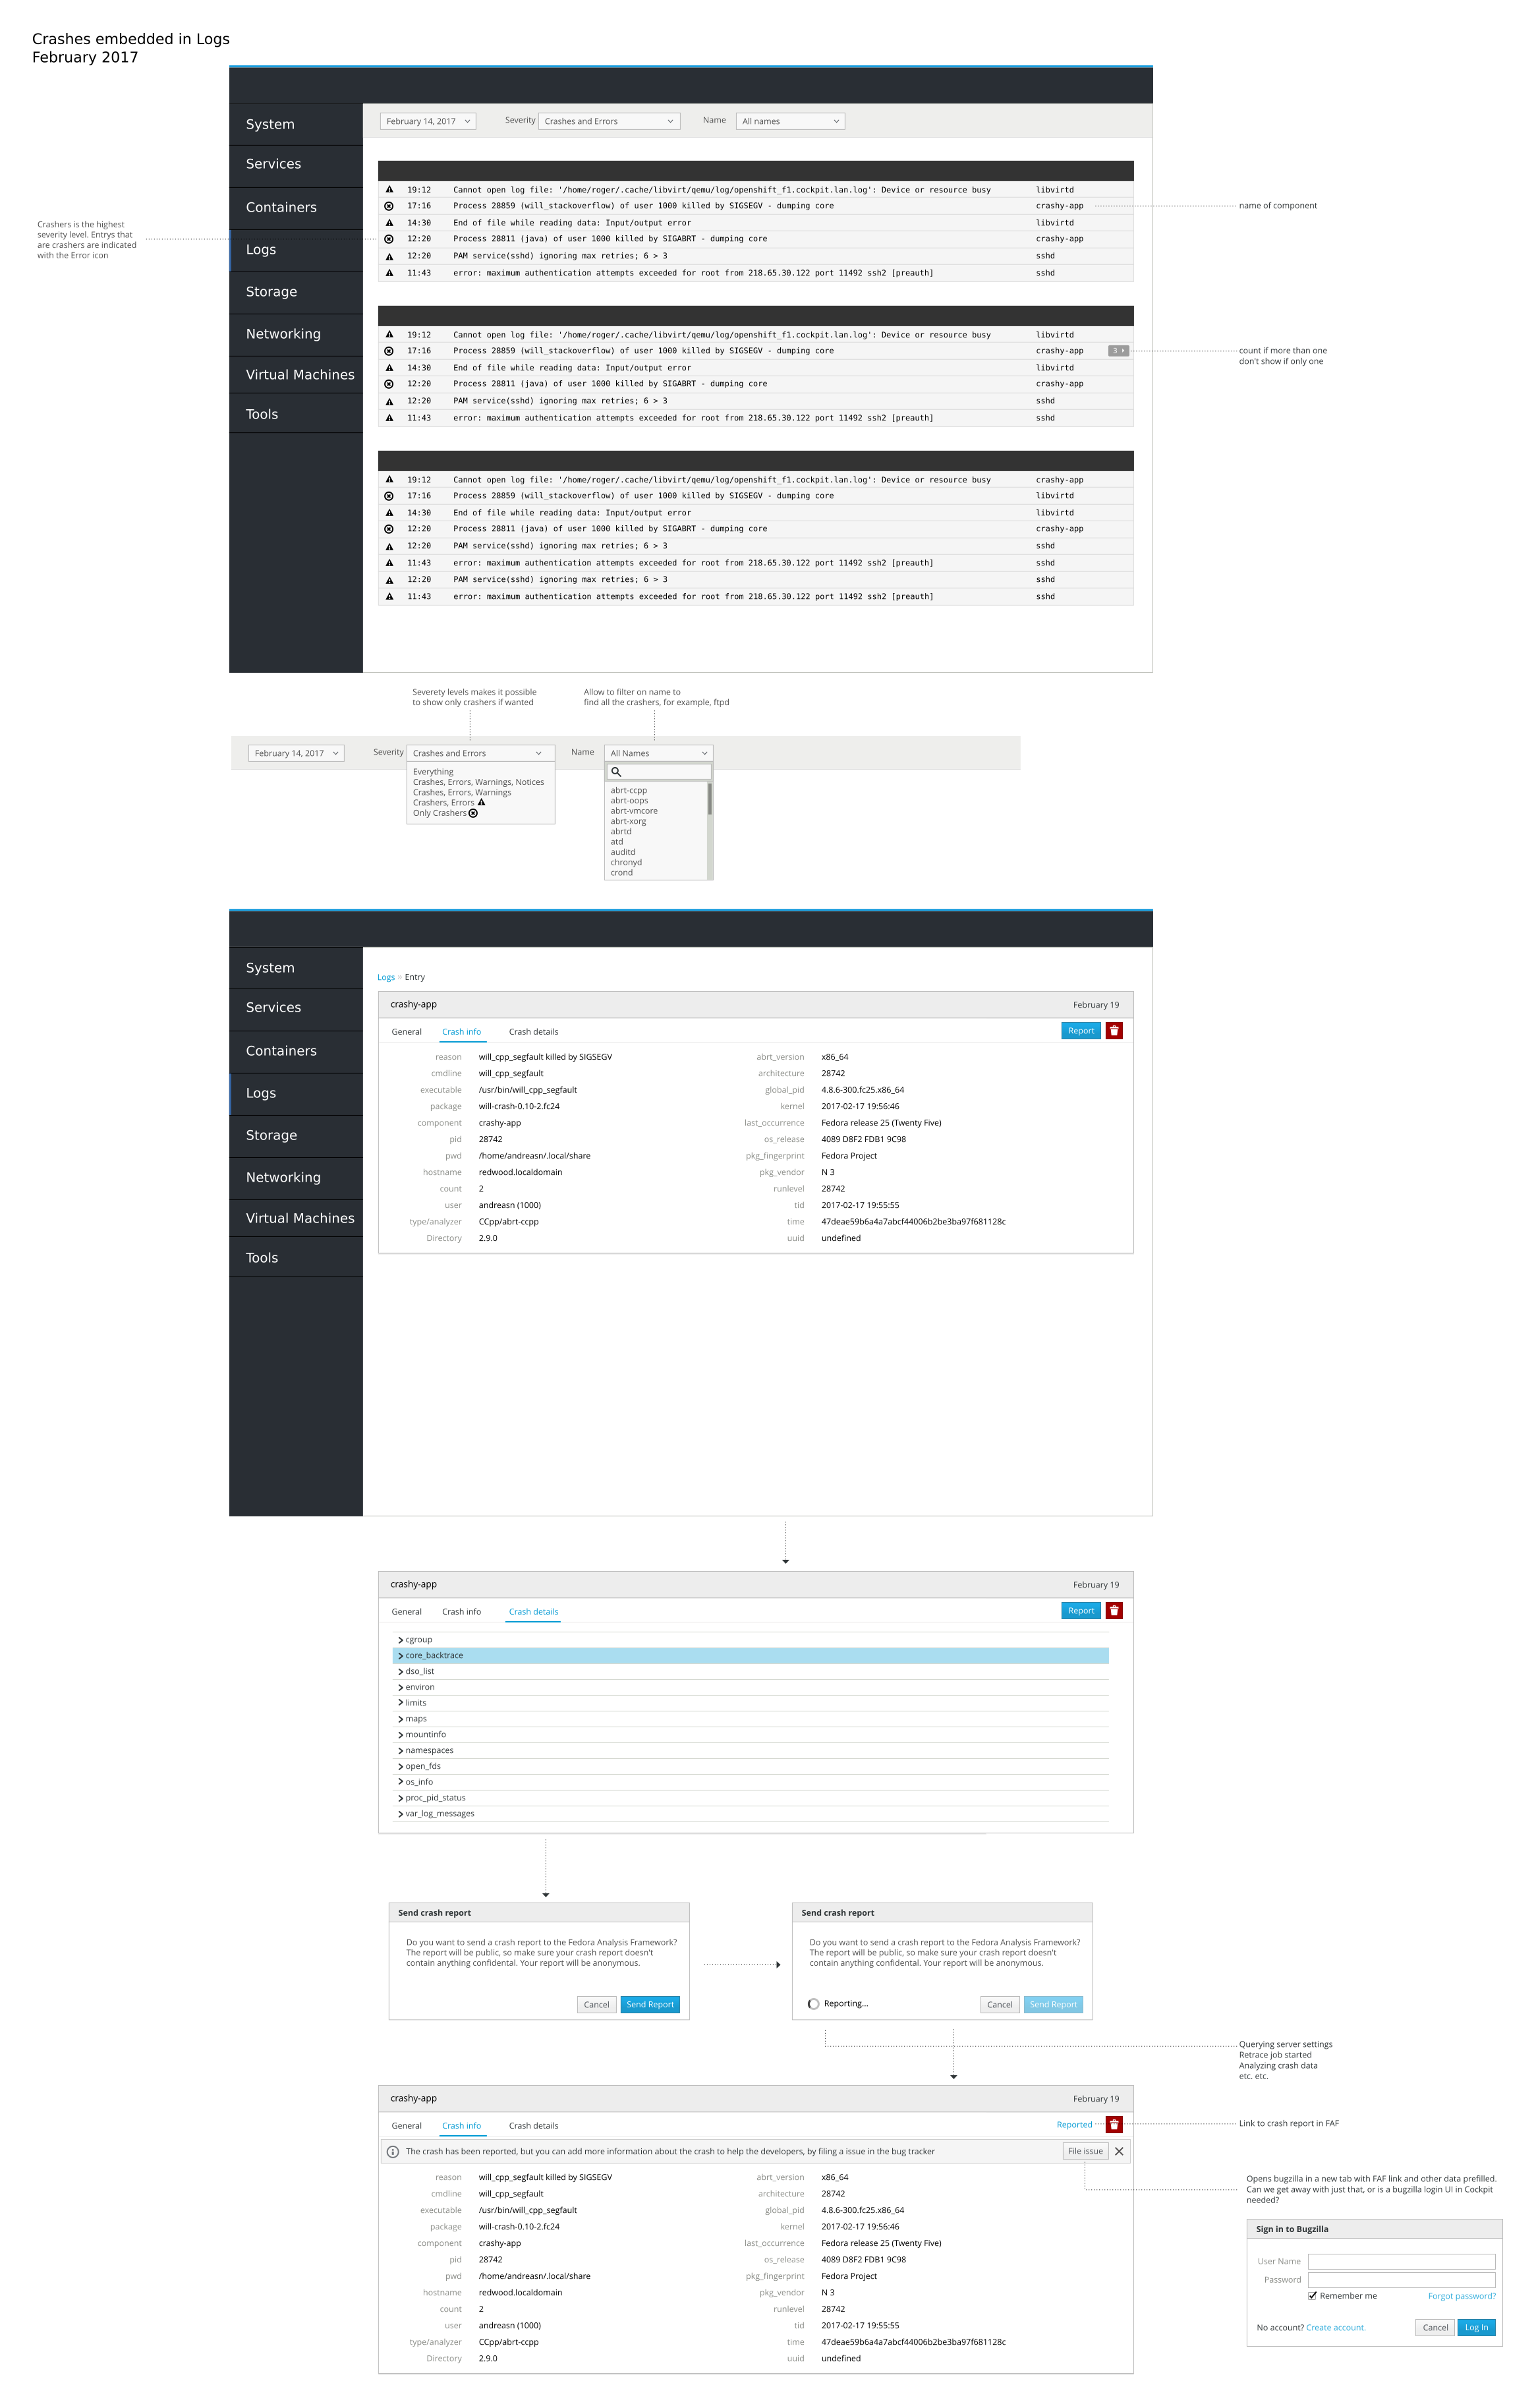 Crashes embedded in Logs
February 2017
February 14, 2017
Severity
Crashes and Errors
Name
All names
System
Services
Containers
Logs
Storage
Networking
Virtual Machines
Tools
Crashers is the highest
severity level. Entrys that
are crashers are indicated
with the Error icon
19:12 Cannot open log file: '/home/roger/.cache/libvirt/qemu/log/openshift_f1.cockpit.lan.log': Device or resource busy libvirtd
17:16 Process 28859 (will_stackoverflow) of user 1000 killed by SIGSEGV - dumping core crashy-app
14:30 End of file while reading data: Input/output error libvirtd
12:20 Process 28811 (java) of user 1000 killed by SIGABRT - dumping core crashy-app
12:20 PAM service(sshd) ignoring max retries; 6 > 3 sshd
11:43 error: maximum authentication attempts exceeded for root from 218.65.30.122 port 11492 ssh2 [preauth] sshd
name of component
19:12 Cannot open log file: '/home/roger/.cache/libvirt/qemu/log/openshift_f1.cockpit.lan.log': Device or resource busy libvirtd
17:16 Process 28859 (will_stackoverflow) of user 1000 killed by SIGSEGV - dumping core crashy-app 3
14:30 End of file while reading data: Input/output error libvirtd
12:20 Process 28811 (java) of user 1000 killed by SIGABRT - dumping core crashy-app
12:20 PAM service(sshd) ignoring max retries; 6 > 3 sshd
11:43 error: maximum authentication attempts exceeded for root from 218.65.30.122 port 11492 ssh2 [preauth] sshd
count if more than one
don't show if only one
19:12 Cannot open log file: '/home/roger/.cache/libvirt/qemu/log/openshift_f1.cockpit.lan.log': Device or resource busy crashy-app
17:16 Process 28859 (will_stackoverflow) of user 1000 killed by SIGSEGV - dumping core libvirtd
14:30 End of file while reading data: Input/output error libvirtd
12:20 Process 28811 (java) of user 1000 killed by SIGABRT - dumping core crashy-app
12:20 PAM service(sshd) ignoring max retries; 6 > 3 sshd
11:43 error: maximum authentication attempts exceeded for root from 218.65.30.122 port 11492 ssh2 [preauth] sshd
12:20 PAM service(sshd) ignoring max retries; 6 > 3 sshd
11:43 error: maximum authentication attempts exceeded for root from 218.65.30.122 port 11492 ssh2 [preauth] sshd
Severety levels makes it possible
to show only crashers if wanted
Allow to filter on name to
find all the crashers, for example, ftpd
February 14, 2017
Severity
Crashes and Errors
Everything
Crashes, Errors, Warnings, Notices
Crashes, Errors, Warnings
Crashers, Errors
Only Crashers
Name
All Names
abrt-ccpp
abrt-oops
abrt-vmcore
abrt-xorg
abrtd
atd
auditd
chronyd
crond
System
Services
Containers
Logs
Storage
Networking
Virtual Machines
Tools
Logs » Entry
crashy-app February 19
General Crash info Crash details Report
reason will_cpp_segfault killed by SIGSEGV abrt_version x86_64
cmdline will_cpp_segfault architecture 28742
executable /usr/bin/will_cpp_segfault global_pid 4.8.6-300.fc25.x86_64
package will-crash-0.10-2.fc24 kernel 2017-02-17 19:56:46
component crashy-app last_occurrence Fedora release 25 (Twenty Five)
pid 28742 os_release 4089 D8F2 FDB1 9C98
pwd /home/andreasn/.local/share pkg_fingerprint Fedora Project
hostname redwood.localdomain pkg_vendor N 3
count 2 runlevel 28742
user andreasn (1000) tid 2017-02-17 19:55:55
type/analyzer CCpp/abrt-ccpp time 47deae59b6a4a7abcf44006b2be3ba97f681128c
Directory 2.9.0 uuid undefined
crashy-app February 19
General Crash info Crash details Report
cgroup
core_backtrace
dso_list
environ
limits
maps
mountinfo
namespaces
open_fds
os_info
proc_pid_status
var_log_messages
Send crash report
Do you want to send a crash report to the Fedora Analysis Framework?
The report will be public, so make sure your crash report doesn't
contain anything confidental. Your report will be anonymous.
Cancel Send Report
Send crash report
Do you want to send a crash report to the Fedora Analysis Framework?
The report will be public, so make sure your crash report doesn't
contain anything confidental. Your report will be anonymous.
Reporting... Cancel Send Report
Querying server settings
Retrace job started
Analyzing crash data
etc. etc.
crashy-app February 19
General Crash info Crash details Reported
Link to crash report in FAF
The crash has been reported, but you can add more information about the crash to help the developers, by filing a issue in the bug tracker File issue
reason will_cpp_segfault killed by SIGSEGV abrt_version x86_64
cmdline will_cpp_segfault architecture 28742
executable /usr/bin/will_cpp_segfault global_pid 4.8.6-300.fc25.x86_64
package will-crash-0.10-2.fc24 kernel 2017-02-17 19:56:46
component crashy-app last_occurrence Fedora release 25 (Twenty Five)
pid 28742 os_release 4089 D8F2 FDB1 9C98
pwd /home/andreasn/.local/share pkg_fingerprint Fedora Project
hostname redwood.localdomain pkg_vendor N 3
count 2 runlevel 28742
user andreasn (1000) tid 2017-02-17 19:55:55
type/analyzer CCpp/abrt-ccpp time 47deae59b6a4a7abcf44006b2be3ba97f681128c
Directory 2.9.0 uuid undefined
Opens bugzilla in a new tab with FAF link and other data prefilled.
Can we get away with just that, or is a bugzilla login UI in Cockpit
needed?
Sign in to Bugzilla
User Name
Password
Remember me Forgot password?
No account? Create account. Cancel Log In